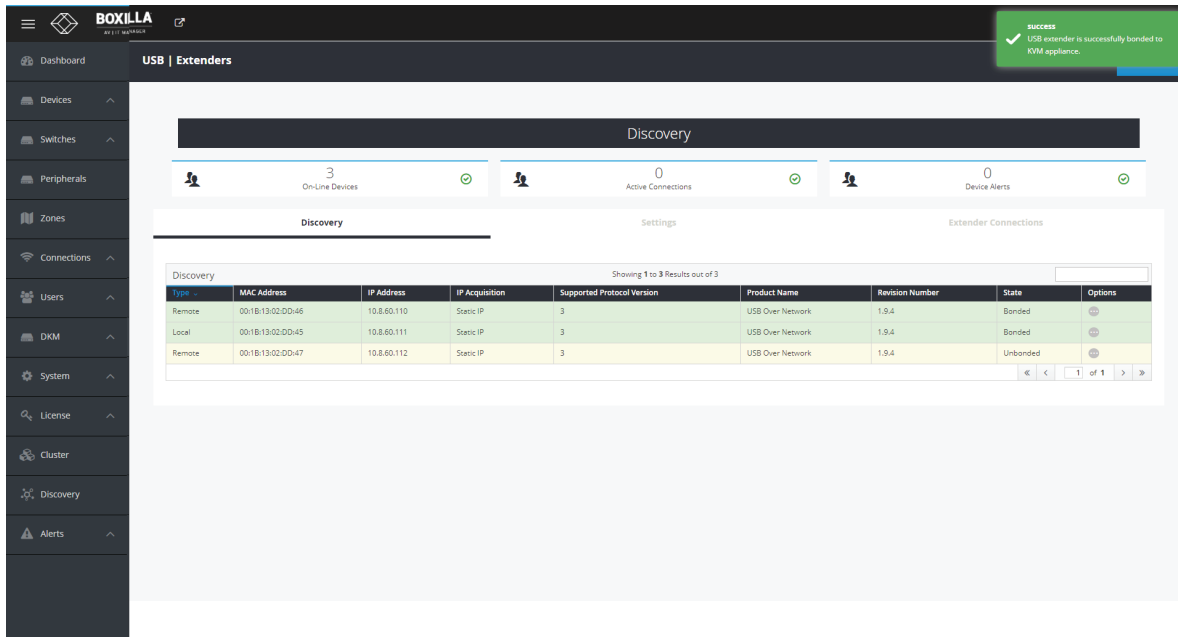 BOXILLA
AV | IT MANAGER
success
USB extender is successfully bonded to
KVM appliance.
USB | Extenders
Dashboard
Devices
Switches
Peripherals
Zones
Connections
Users
DKM
System
License
Cluster
Discovery
Alerts
Discovery
3
On-Line Devices
0
Active Connections
0
Device Alerts
Discovery Settings Extender Connections
Discovery Showing 1 to 3 Results out of 3
Type MAC Address IP Address IP Acquisition Supported Protocol Version Product Name Revision Number State Options
Remote 00:1B:13:02:DD:46 10.8.60.110 Static IP 3 USB Over Network 1.9.4 Bonded
Local 00:1B:13:02:DD:45 10.8.60.111 Static IP 3 USB Over Network 1.9.4 Bonded
Remote 00:1B:13:02:DD:47 10.8.60.112 Static IP 3 USB Over Network 1.9.4 Unbonded
« < 1 of 1 > »